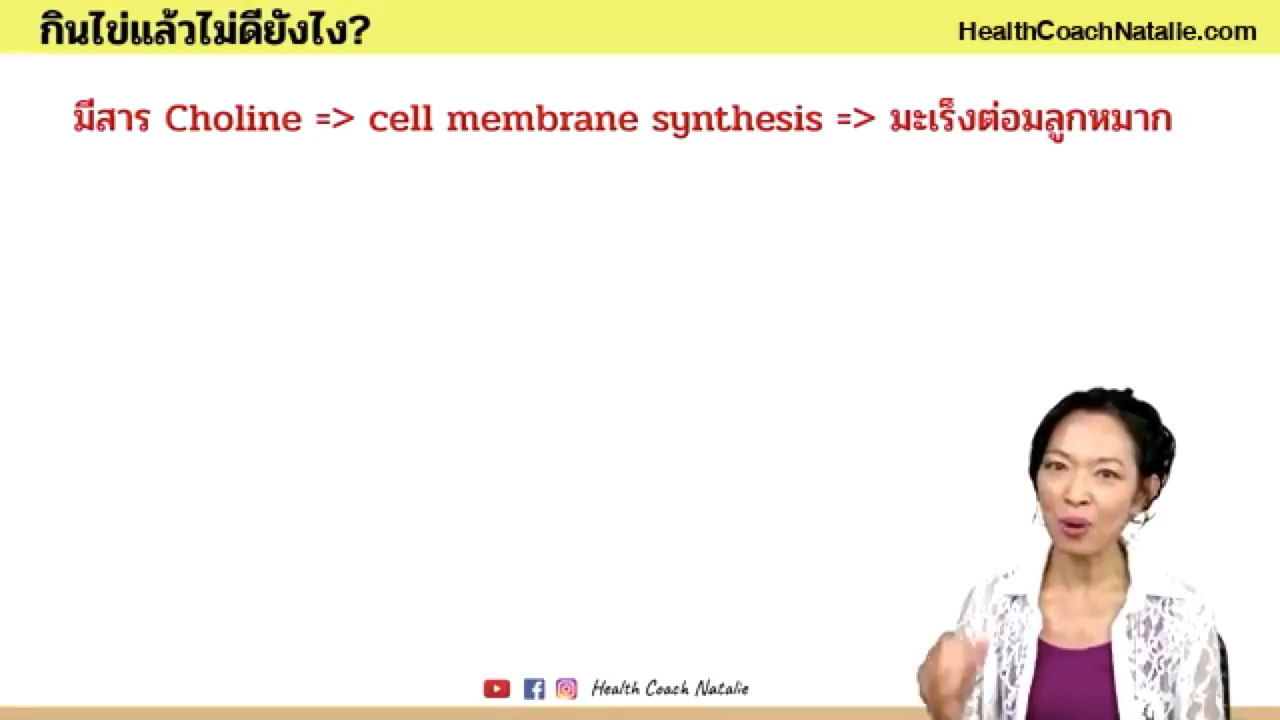 กินไข่แล้วไม่ดียังไง?
HealthCoachNatalie.com
มีสาร Choline => cell membrane synthesis => มะเร็งต่อมลูกหมาก
Health Coach Natalie